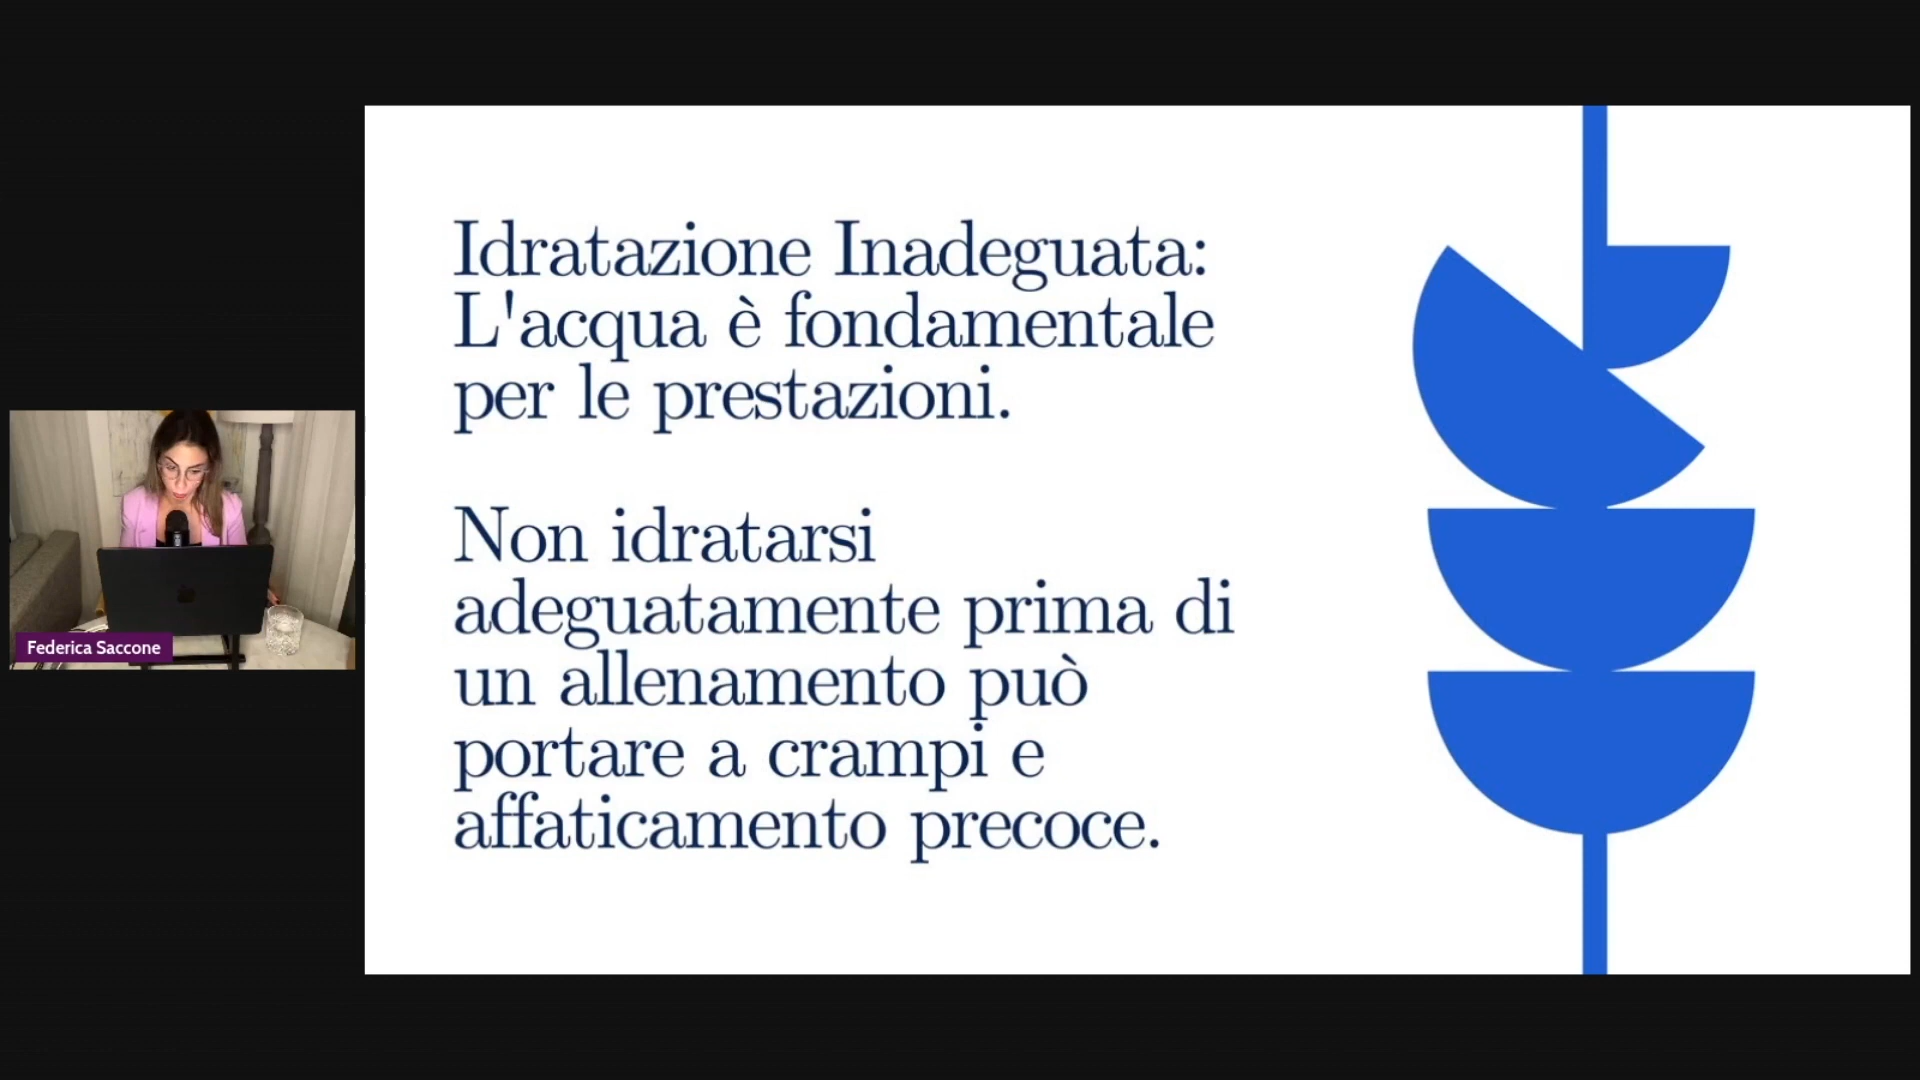 Idratazione Inadeguata:
L'acqua è fondamentale
per le prestazioni.
Non idratarsi
adeguatamente prima di
un allenamento può
portare a crampi e
affaticamento precoce.
Federica Saccone